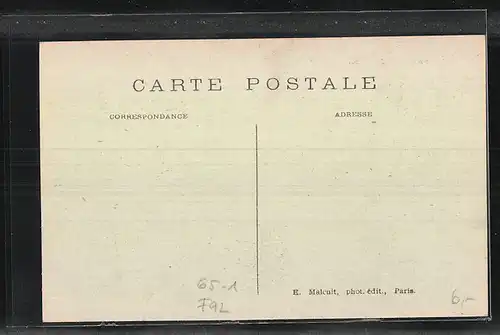 CARTE POSTALE
CORRESPONDANCE ADRESSE
65-1
F92
E. Malcuit, phot. édit., Paris.
6,-